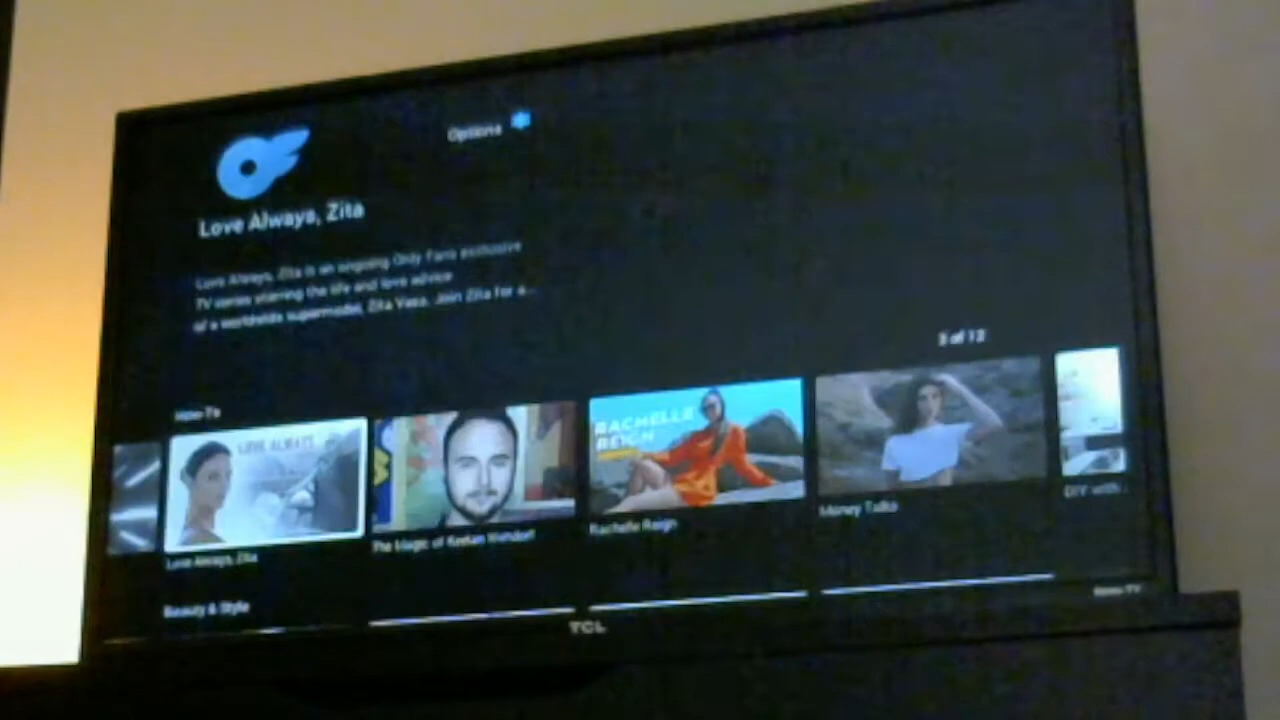 Options
Love Always, Zita
Love Always, Zita is an ongoing Only Fans exclusive
TV series starring the life and love advice
of a worldwide supermodel, Zita Vass. Join Zita for a...
3 of 12
How-To
LOVE ALWAYS
RACHELLE
REIGN
Love Always, Zita
The Magic of
Rachelle Reign
Money Talks
DIY with
Beauty & Style
TCL
Roku TV